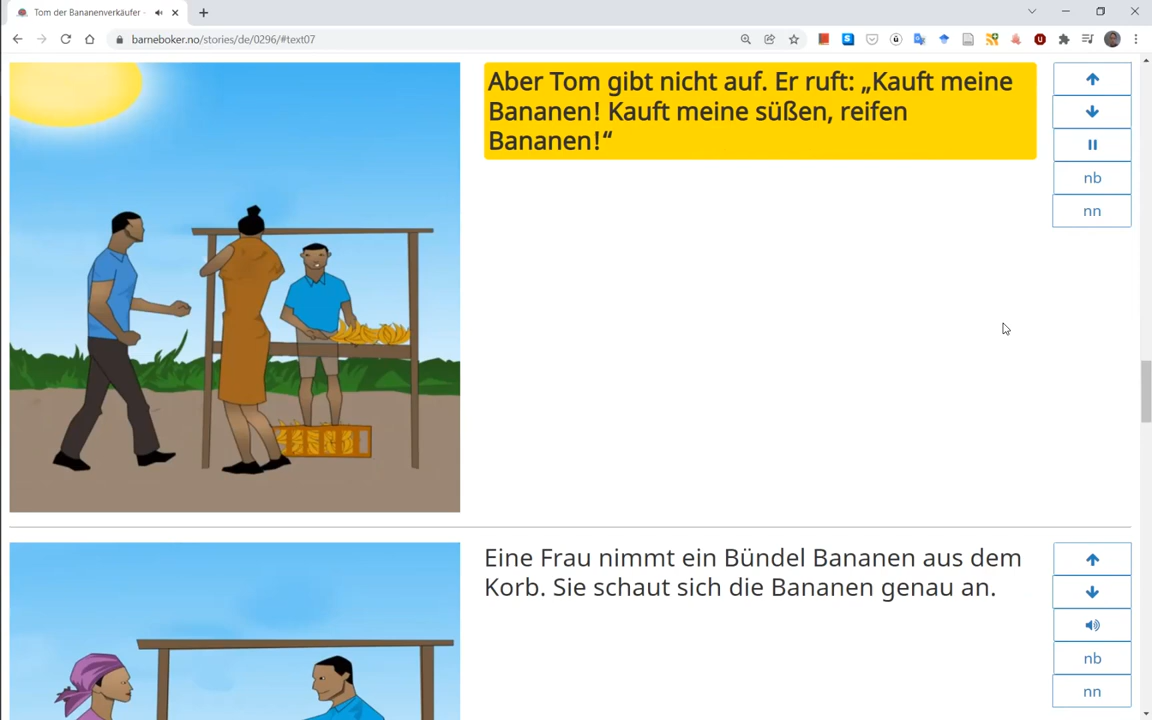 Tom der Bananenverkäufer -
barneboker.no/stories/de/0296/#text07
Aber Tom gibt nicht auf. Er ruft: „Kauft meine
Bananen! Kauft meine süßen, reifen
Bananen!“
nb
nn
Eine Frau nimmt ein Bündel Bananen aus dem
Korb. Sie schaut sich die Bananen genau an.
nb
nn